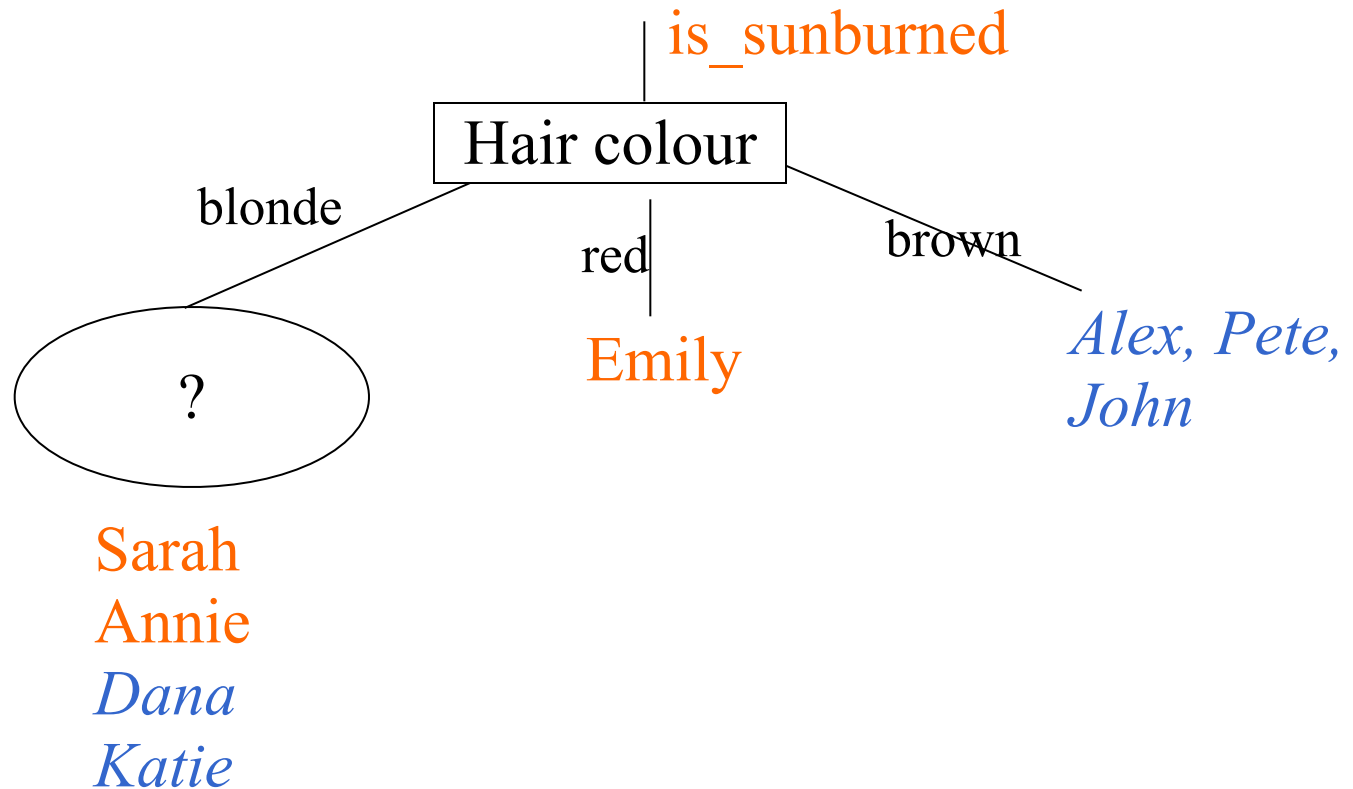 is_sunburned
Hair colour
blonde
red
brown
?
Emily
Alex, Pete,
John
Sarah
Annie
Dana
Katie